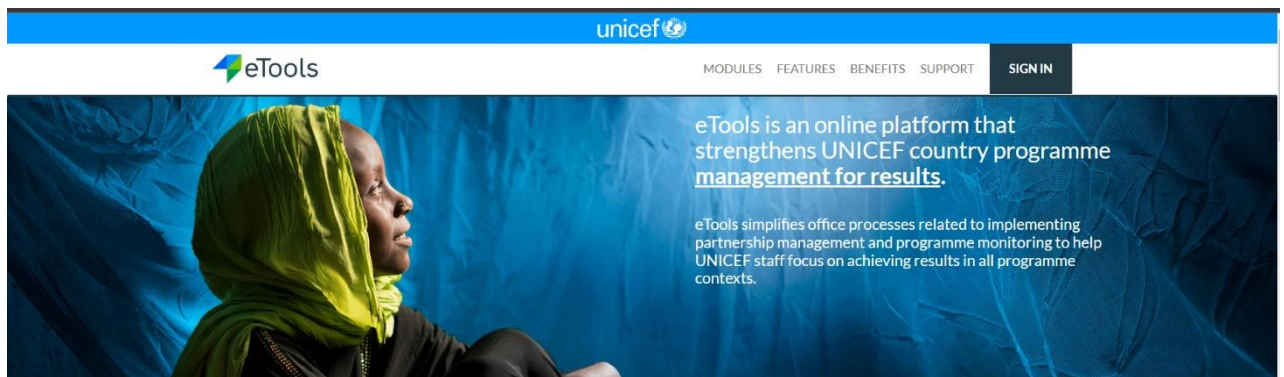 unicef
eTools
MODULES FEATURES BENEFITS SUPPORT SIGN IN
eTools is an online platform that
strengthens UNICEF country programme
management for results.
eTools simplifies office processes related to implementing
partnership management and programme monitoring to help
UNICEF staff focus on achieving results in all programme
contexts.